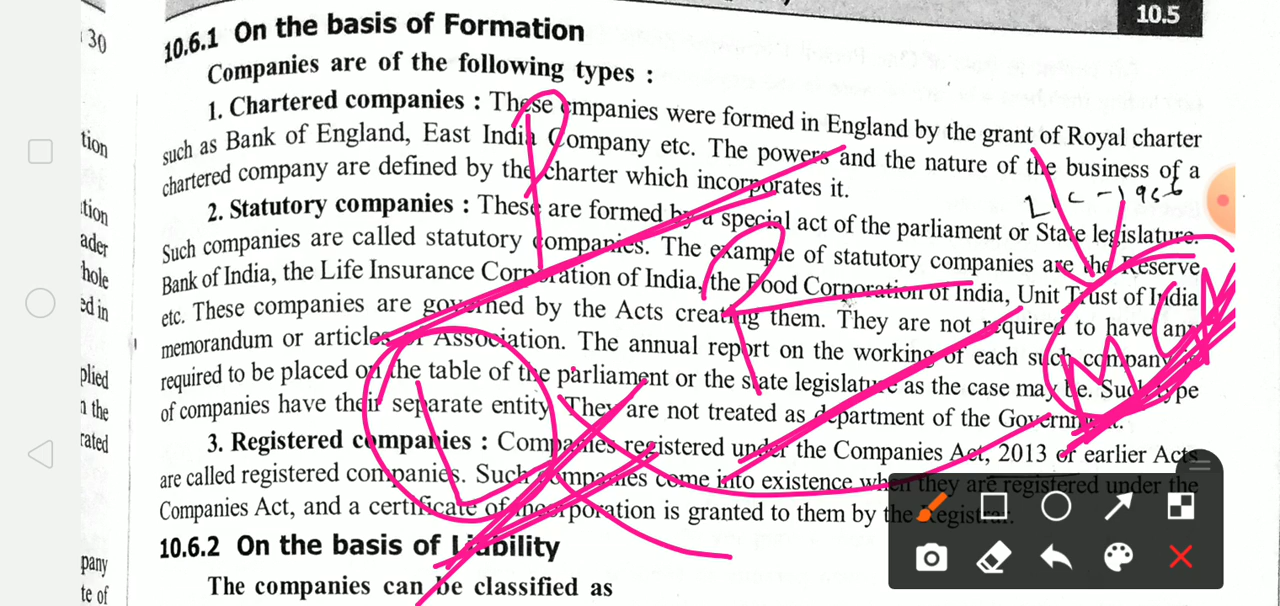 10.5
30
10.6.1 On the basis of Formation
Companies are of the following types :
1. Chartered companies : These mpanies were formed in England by the grant of Royal charter
tion
such as Bank of England, East India Company etc. The powers and the nature of the business of a
chartered company are defined by the charter which incorporates it.
LIC - 1956
tion
2. Statutory companies : These are formed by a special act of the parliament or State legislature.
ader
Such companies are called statutory companies. The example of statutory companies are the Reserve
hole
Bank of India, the Life Insurance Corporation of India, the Food Corporation of India, Unit Trust of India
ed in
etc. These companies are governed by the Acts creating them. They are not required to have any
memorandum or articles of Association. The annual report on the working of each such company
plied
required to be placed on the table of the parliament or the state legislature as the case may be. Such type
n the
of companies have their separate entity. They are not treated as department of the Government.
rated
3. Registered companies : Companies registered under the Companies Act, 2013 or earlier Acts
are called registered companies. Such companies come into existence when they are registered under the
Companies Act, and a certificate of incorporation is granted to them by the Registrar.
10.6.2 On the basis of Liability
pany
The companies can be classified as
te of